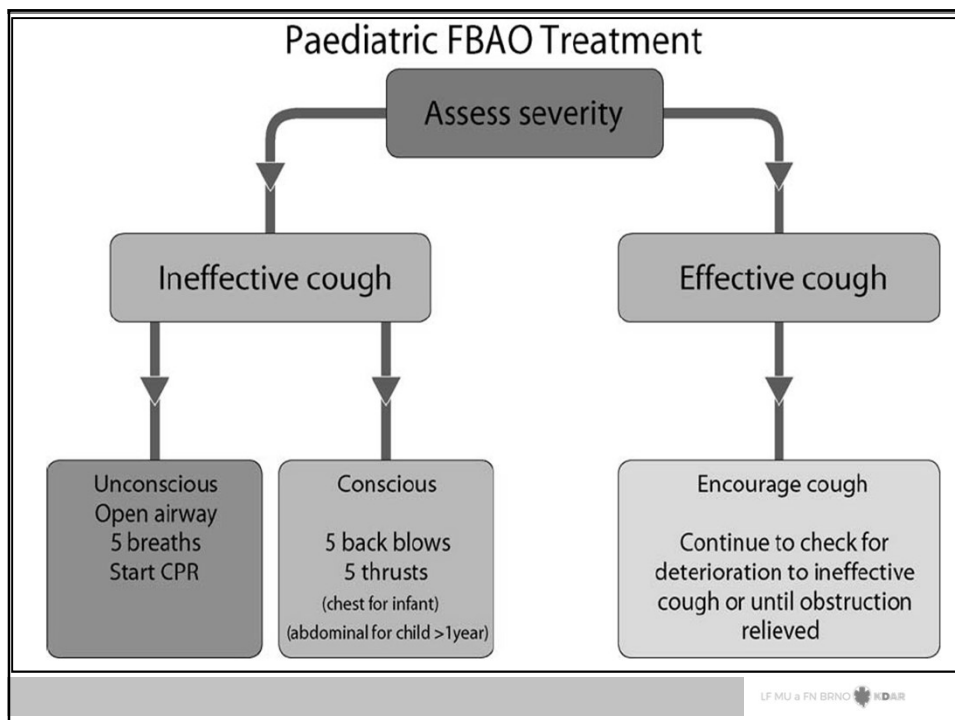 Paediatric FBAO Treatment
Assess severity
Ineffective cough
Effective cough
Unconscious
Open airway
5 breaths
Start CPR
Conscious
5 back blows
5 thrusts
(chest for infant)
(abdominal for child >1year)
Encourage cough
Continue to check for
deterioration to ineffective
cough or until obstruction
relieved
LF MU a FN BRNO KDAR